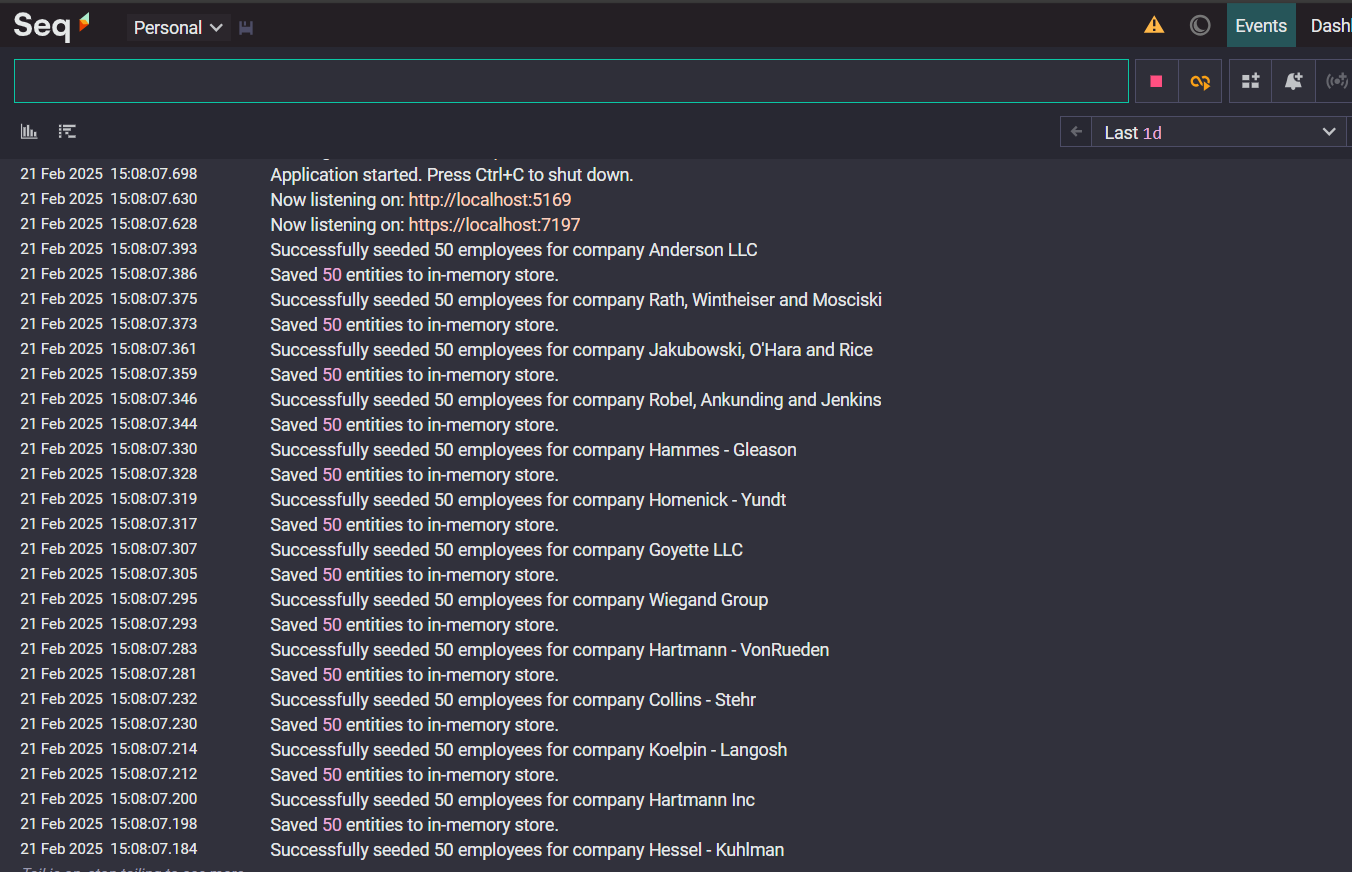 Seq Personal Events Dash
Last 1d
21 Feb 2025 15:08:07.698 Application started. Press Ctrl+C to shut down.
21 Feb 2025 15:08:07.630 Now listening on: http://localhost:5169
21 Feb 2025 15:08:07.628 Now listening on: https://localhost:7197
21 Feb 2025 15:08:07.393 Successfully seeded 50 employees for company Anderson LLC
21 Feb 2025 15:08:07.386 Saved 50 entities to in-memory store.
21 Feb 2025 15:08:07.375 Successfully seeded 50 employees for company Rath, Wintheiser and Mosciski
21 Feb 2025 15:08:07.373 Saved 50 entities to in-memory store.
21 Feb 2025 15:08:07.361 Successfully seeded 50 employees for company Jakubowski, O'Hara and Rice
21 Feb 2025 15:08:07.359 Saved 50 entities to in-memory store.
21 Feb 2025 15:08:07.346 Successfully seeded 50 employees for company Robel, Ankunding and Jenkins
21 Feb 2025 15:08:07.344 Saved 50 entities to in-memory store.
21 Feb 2025 15:08:07.330 Successfully seeded 50 employees for company Hammes - Gleason
21 Feb 2025 15:08:07.328 Saved 50 entities to in-memory store.
21 Feb 2025 15:08:07.319 Successfully seeded 50 employees for company Homenick - Yundt
21 Feb 2025 15:08:07.317 Saved 50 entities to in-memory store.
21 Feb 2025 15:08:07.307 Successfully seeded 50 employees for company Goyette LLC
21 Feb 2025 15:08:07.305 Saved 50 entities to in-memory store.
21 Feb 2025 15:08:07.295 Successfully seeded 50 employees for company Wiegand Group
21 Feb 2025 15:08:07.293 Saved 50 entities to in-memory store.
21 Feb 2025 15:08:07.283 Successfully seeded 50 employees for company Hartmann - VonRueden
21 Feb 2025 15:08:07.281 Saved 50 entities to in-memory store.
21 Feb 2025 15:08:07.232 Successfully seeded 50 employees for company Collins - Stehr
21 Feb 2025 15:08:07.230 Saved 50 entities to in-memory store.
21 Feb 2025 15:08:07.214 Successfully seeded 50 employees for company Koelpin - Langosh
21 Feb 2025 15:08:07.212 Saved 50 entities to in-memory store.
21 Feb 2025 15:08:07.200 Successfully seeded 50 employees for company Hartmann Inc
21 Feb 2025 15:08:07.198 Saved 50 entities to in-memory store.
21 Feb 2025 15:08:07.184 Successfully seeded 50 employees for company Hessel - Kuhlman